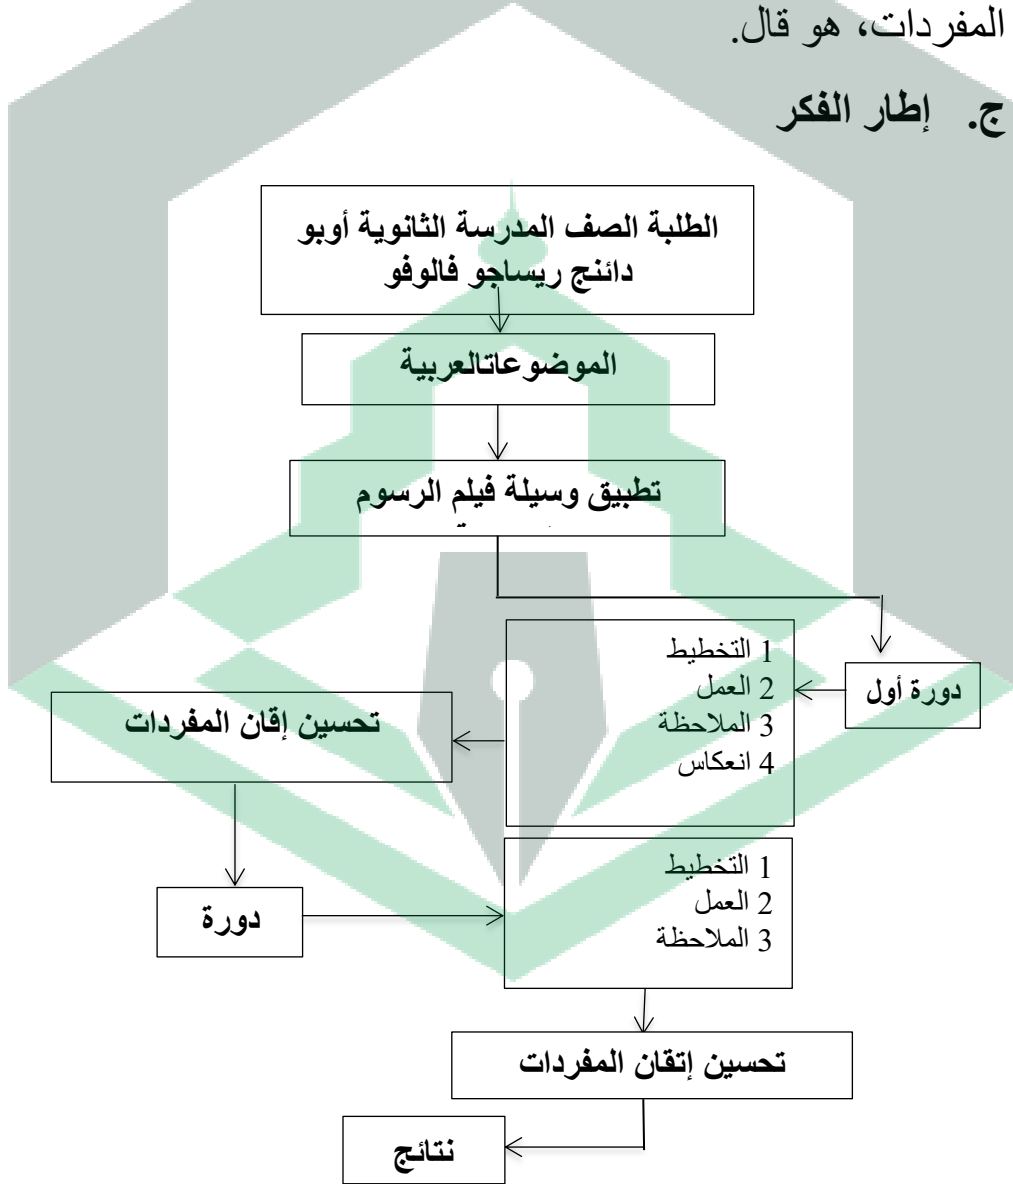 المفردات، هو قال.
ج. إطار الفكر
الطلبة الصف المدرسة الثانوية أوبو
دائنج ريساجو فالوفو
الموضوعاتالعربية
تطبيق وسيلة فيلم الرسوم
دورة أول
1 التخطيط
2 العمل
3 الملاحظة
4 انعكاس
تحسين إقان المفردات
دورة
1 التخطيط
2 العمل
3 الملاحظة
تحسين إتقان المفردات
نتائج